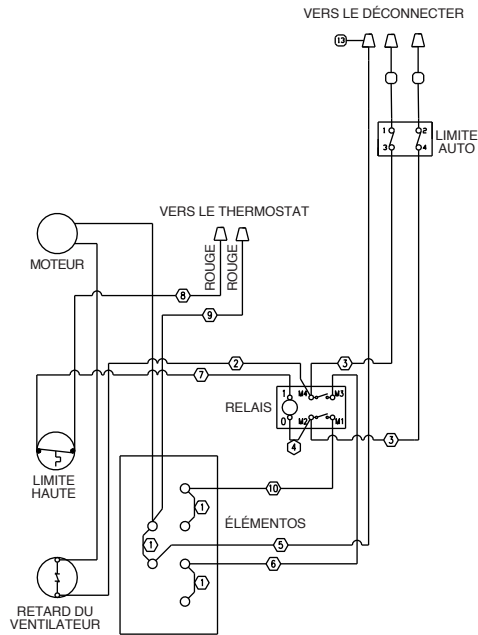 VERS LE DÉCONNECTER
13
1
2
3
4
LIMITE
AUTO
VERS LE THERMOSTAT
MOTEUR
ROUGE
ROUGE
8
9
2
3
7
RELAIS
1
M4
M3
0
M2
M1
3
4
LIMITE
HAUTE
10
1
ÉLÉMENTOS
1
5
6
1
RETARD DU
VENTILATEUR